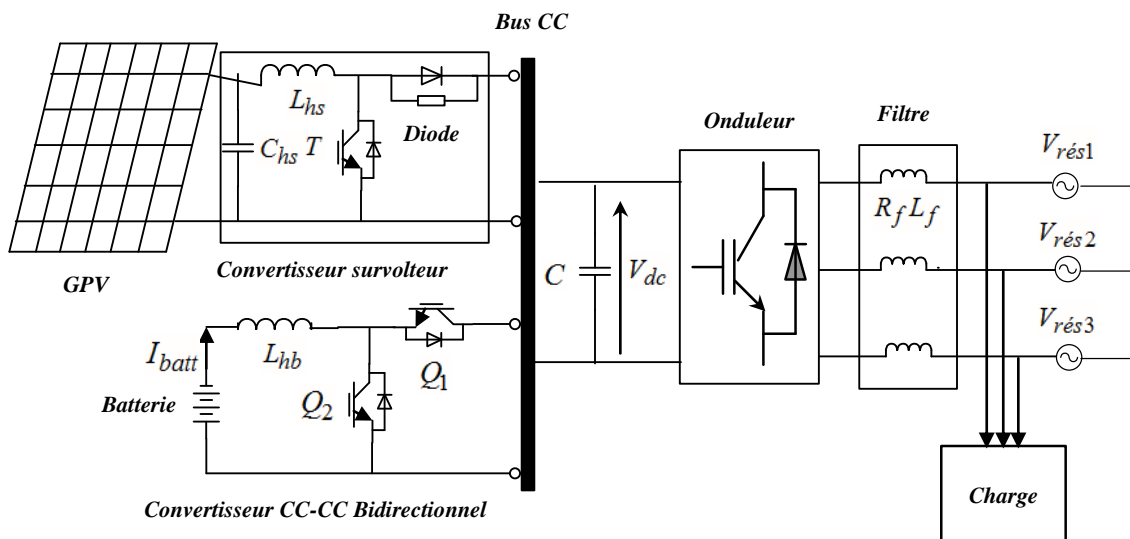 Bus CC
L_hs
Diode
C_hs T
GPV
Convertisseur survolteur
I_batt
L_hb
Q_1
Q_2
Batterie
Convertisseur CC-CC Bidirectionnel
C
V_dc
Onduleur
Filtre
R_f L_f
V_rés1
V_rés2
V_rés3
Charge